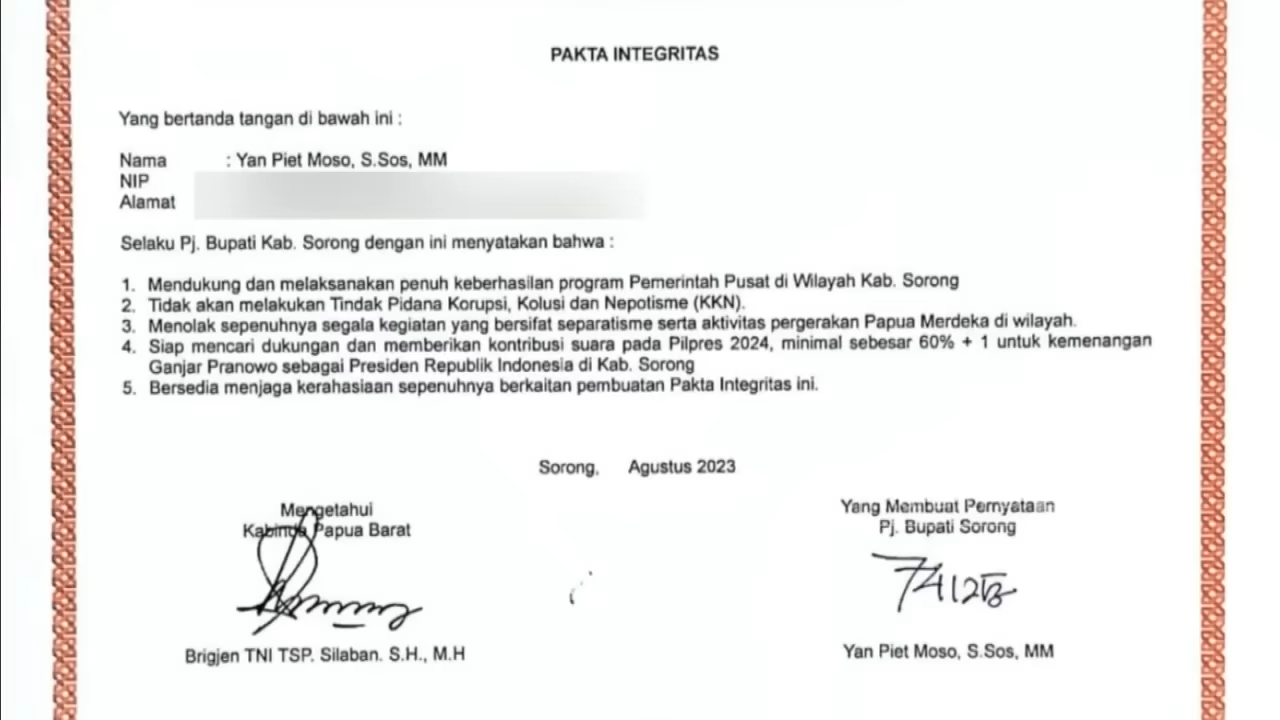 PAKTA INTEGRITAS
Yang bertanda tangan di bawah ini :
Nama : Yan Piet Moso, S.Sos, MM
NIP
Alamat
Selaku Pj. Bupati Kab. Sorong dengan ini menyatakan bahwa :
1. Mendukung dan melaksanakan penuh keberhasilan program Pemerintah Pusat di Wilayah Kab. Sorong
2. Tidak akan melakukan Tindak Pidana Korupsi, Kolusi dan Nepotisme (KKN).
3. Menolak sepenuhnya segala kegiatan yang bersifat separatisme serta aktivitas pergerakan Papua Merdeka di wilayah.
4. Siap mencari dukungan dan memberikan kontribusi suara pada Pilpres 2024, minimal sebesar 60% + 1 untuk kemenangan
Ganjar Pranowo sebagai Presiden Republik Indonesia di Kab. Sorong
5. Bersedia menjaga kerahasiaan sepenuhnya berkaitan pembuatan Pakta Integritas ini.
Sorong, Agustus 2023
Mengetahui
Kabinda Papua Barat
Yang Membuat Pernyataan
Pj. Bupati Sorong
Brigjen TNI TSP. Silaban. S.H., M.H
Yan Piet Moso, S.Sos, MM